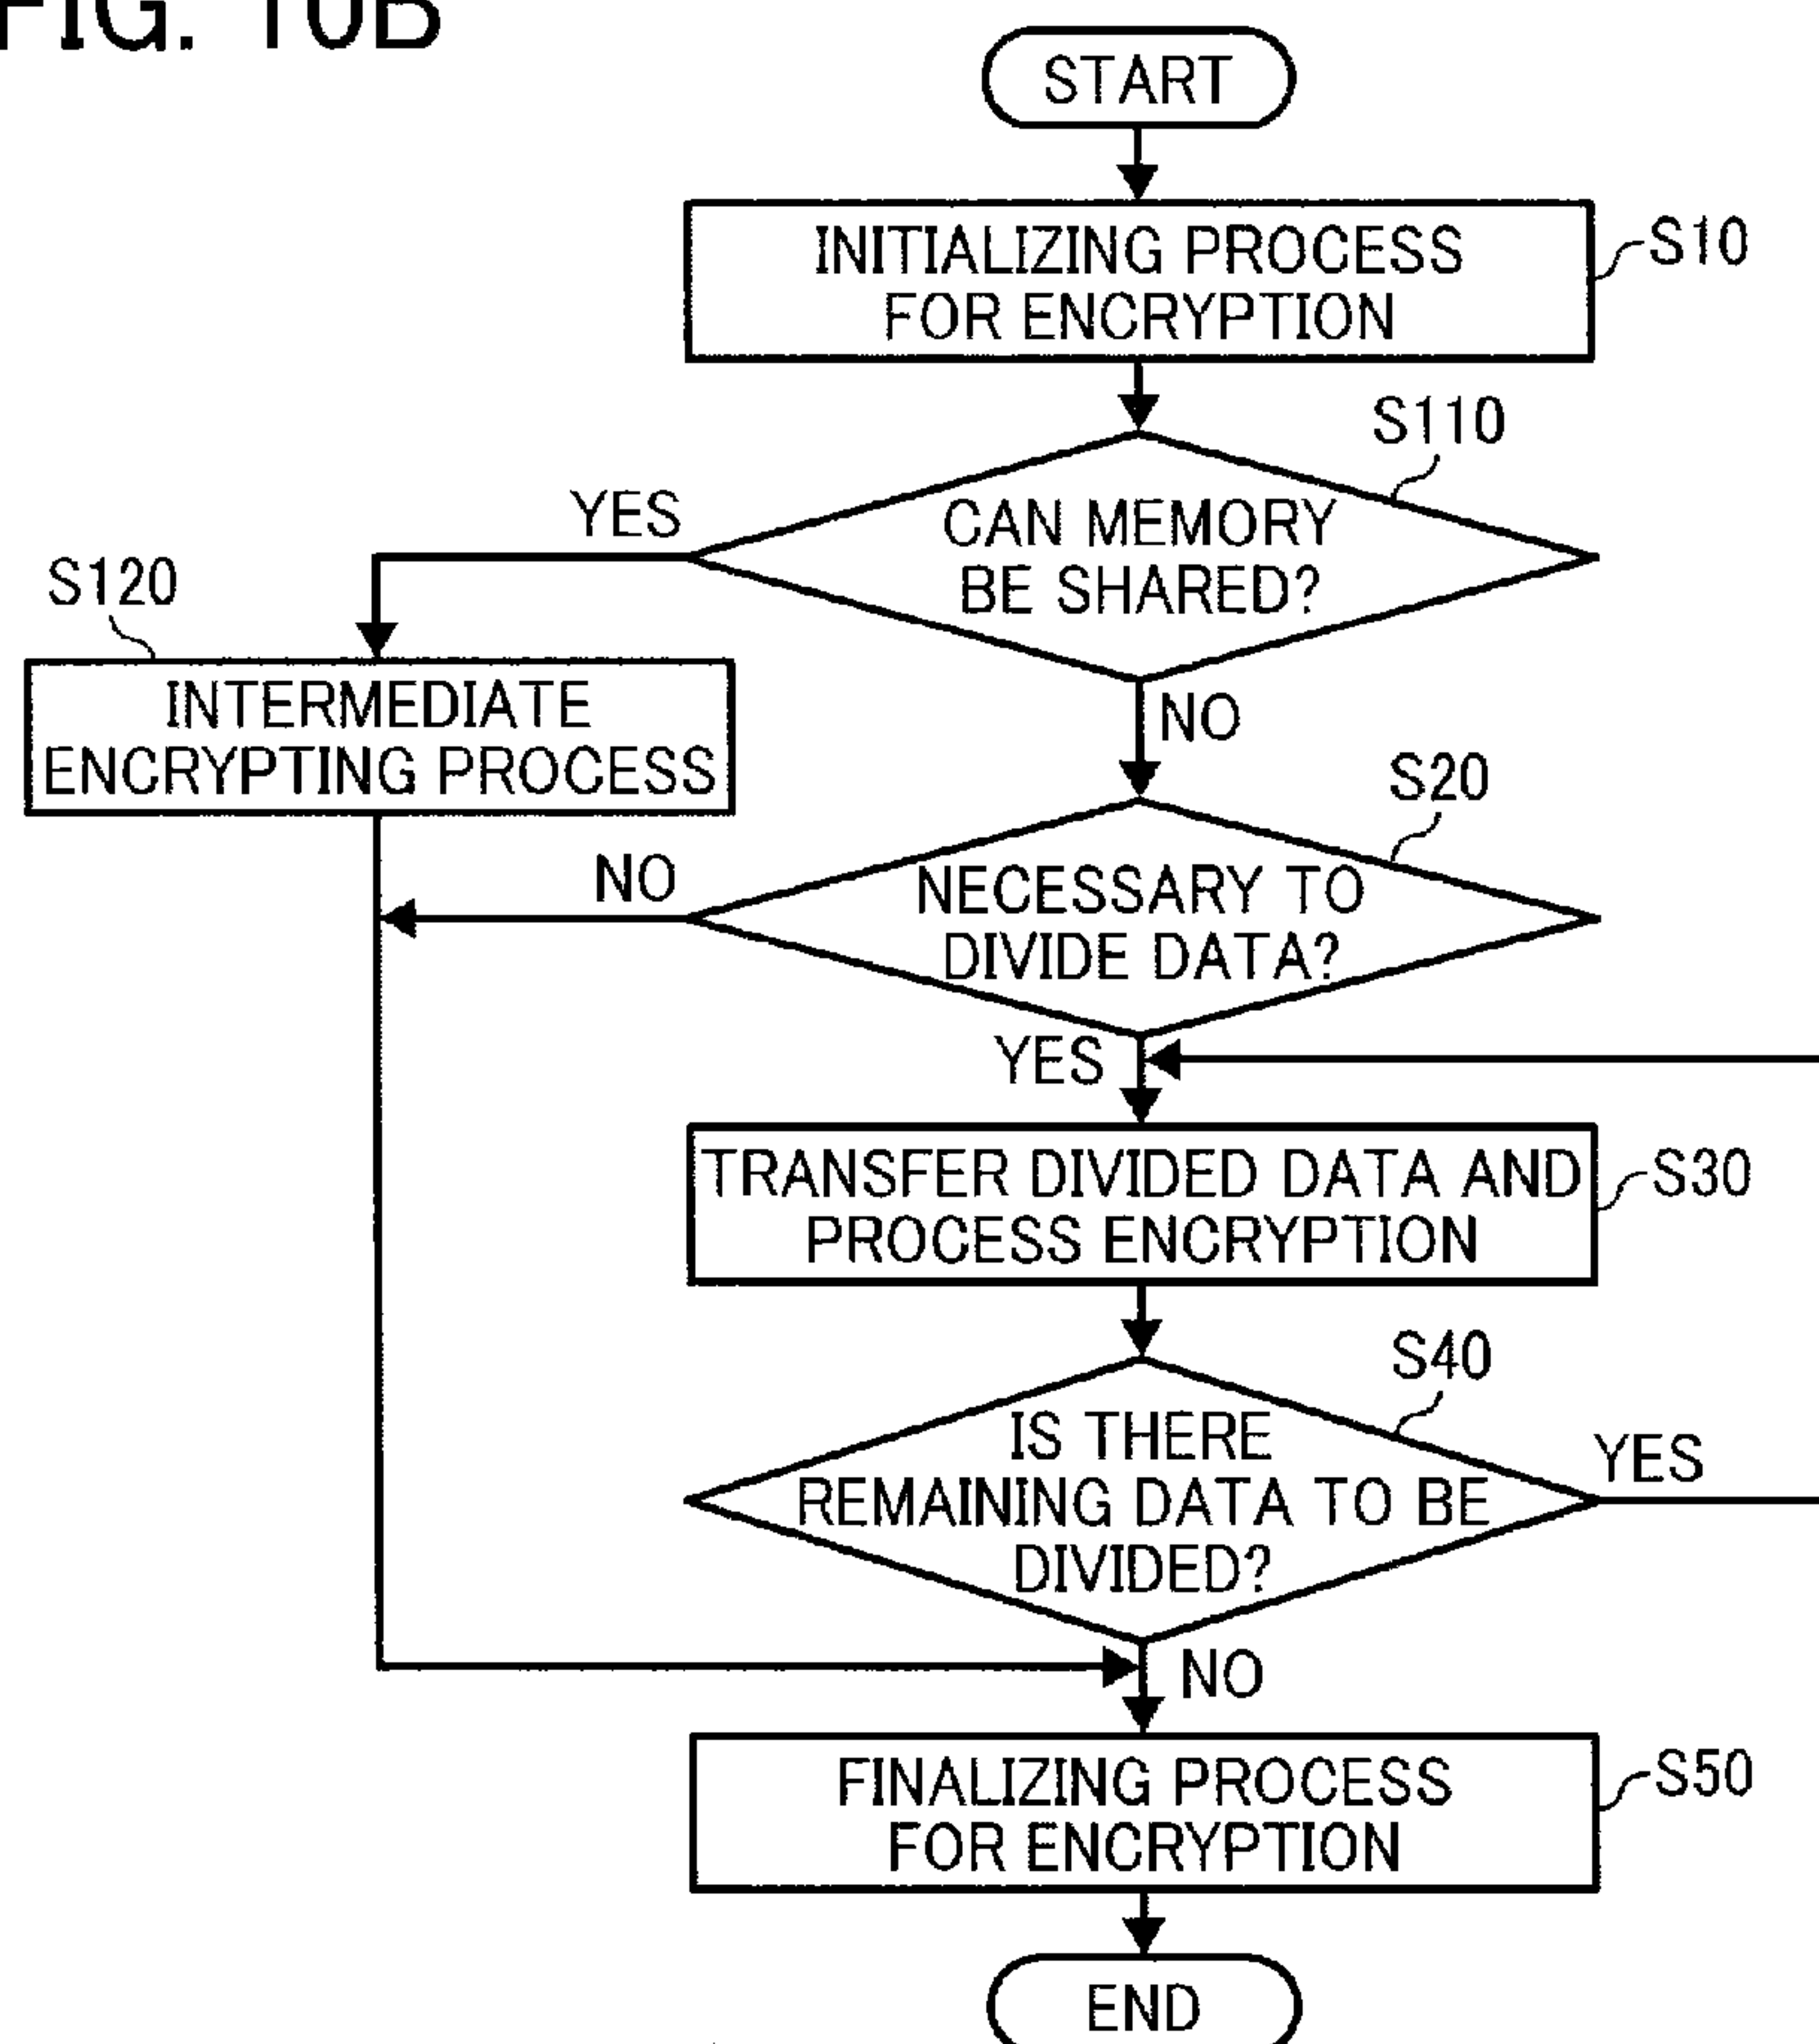 FIG. 10B
START
INITIALIZING PROCESS
FOR ENCRYPTION
S10
S110
CAN MEMORY
BE SHARED?
YES
S120
INTERMEDIATE
ENCRYPTING PROCESS
NO
S20
NECESSARY TO
DIVIDE DATA?
NO
YES
TRANSFER DIVIDED DATA AND
PROCESS ENCRYPTION
S30
S40
IS THERE
REMAINING DATA TO BE
DIVIDED?
YES
NO
FINALIZING PROCESS
FOR ENCRYPTION
S50
END